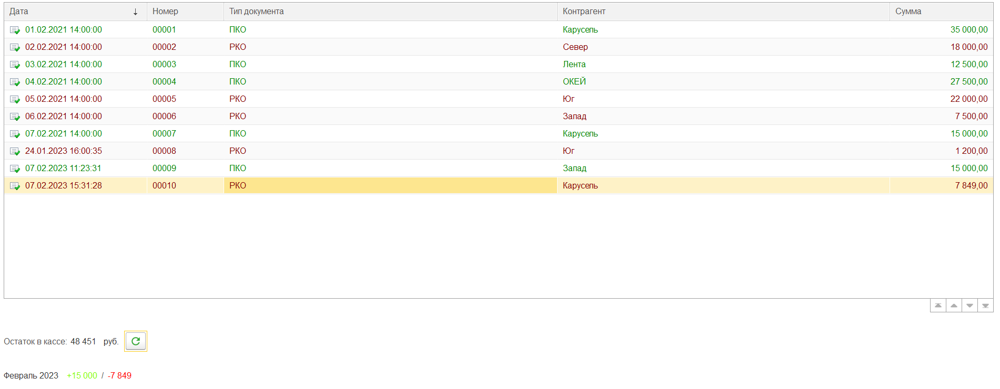 Дата Номер Тип документа Контрагент Сумма
01.02.2021 14:00:00 00001 ПКО Карусель 35 000,00
02.02.2021 14:00:00 00002 РКО Север 18 000,00
03.02.2021 14:00:00 00003 ПКО Лента 12 500,00
04.02.2021 14:00:00 00004 ПКО ОКЕЙ 27 500,00
05.02.2021 14:00:00 00005 РКО Юг 22 000,00
06.02.2021 14:00:00 00006 РКО Запад 7 500,00
07.02.2021 14:00:00 00007 ПКО Карусель 15 000,00
24.01.2023 16:00:35 00008 РКО Юг 1 200,00
07.02.2023 11:23:31 00009 ПКО Запад 15 000,00
07.02.2023 15:31:28 00010 РКО Карусель 7 849,00
Остаток в кассе: 48 451 руб.
Февраль 2023 +15 000 / -7 849